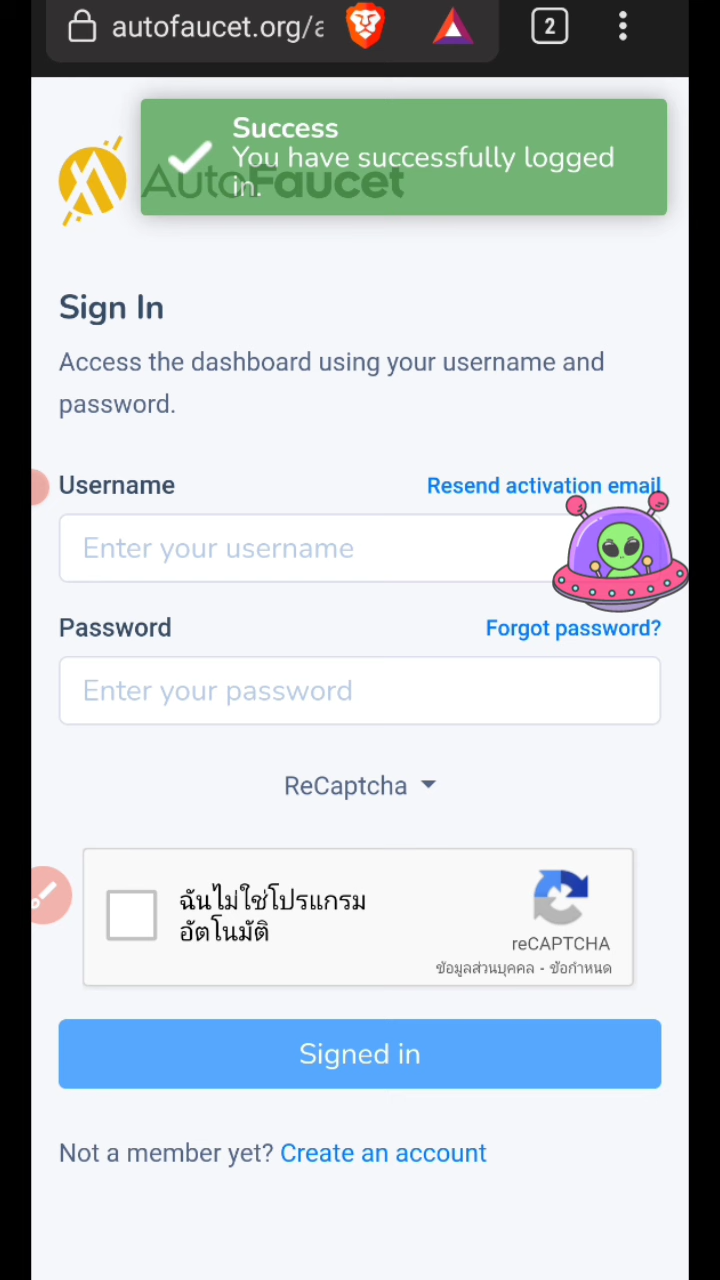 autofaucet.org/a
2
Success
You have successfully logged
in.
AutoFaucet
Sign In
Access the dashboard using your username and
password.
Username
Resend activation email
Enter your username
Password
Forgot password?
Enter your password
ReCaptcha
ฉันไม่ใช่โปรแกรม
อัตโนมัติ
reCAPTCHA
ข้อมูลส่วนบุคคล - ข้อกำหนด
Signed in
Not a member yet? Create an account